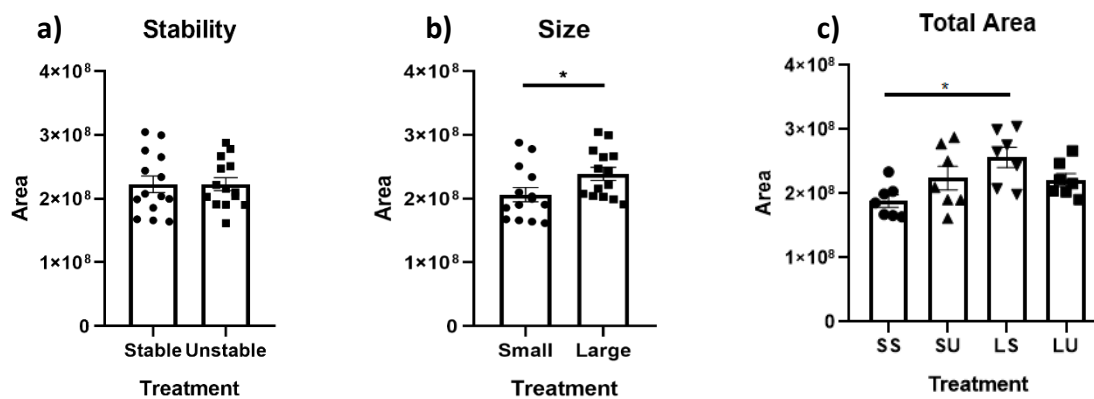 a) Stability
4×10⁸
3×10⁸
2×10⁸
1×10⁸
0
Area
Stable Unstable
Treatment
b) Size
*
4×10⁸
3×10⁸
2×10⁸
1×10⁸
0
Area
Small Large
Treatment
c) Total Area
*
4×10⁸
3×10⁸
2×10⁸
1×10⁸
0
Area
SS SU LS LU
Treatment